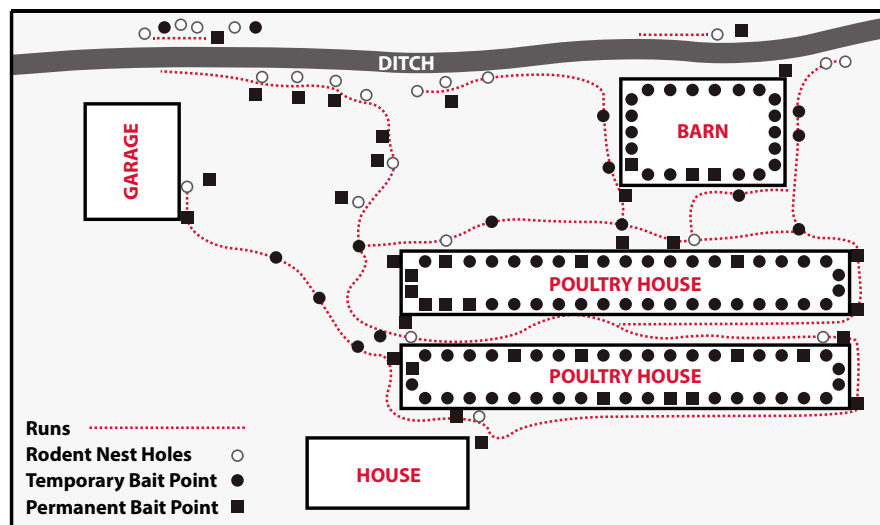 DITCH
GARAGE
BARN
POULTRY HOUSE
POULTRY HOUSE
HOUSE
Runs
Rodent Nest Holes
Temporary Bait Point
Permanent Bait Point